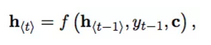 h⟨t⟩ = f (h⟨t−1⟩, yt−1, c) ,